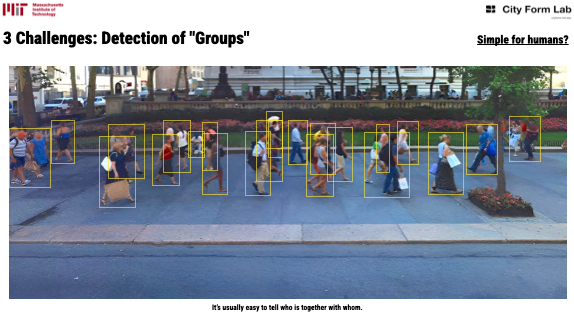 MIT
Massachusetts
Institute of
Technology
City Form Lab
3 Challenges: Detection of "Groups"
Simple for humans?
It's usually easy to tell who is together with whom.